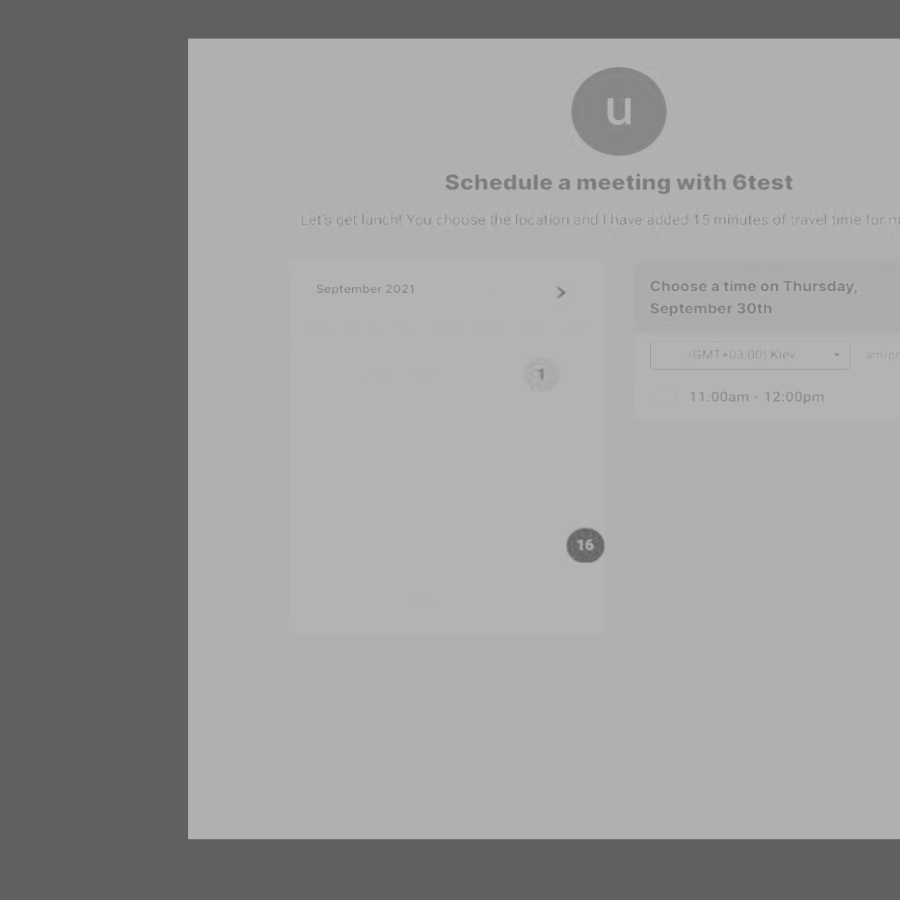 u
Schedule a meeting with 6test
Let's get lunch! You choose the location and I have added 15 minutes of travel time for m
September 2021
1
16
Choose a time on Thursday,
September 30th
(GMT+03:00) Kiev
am/pm
11:00am - 12:00pm